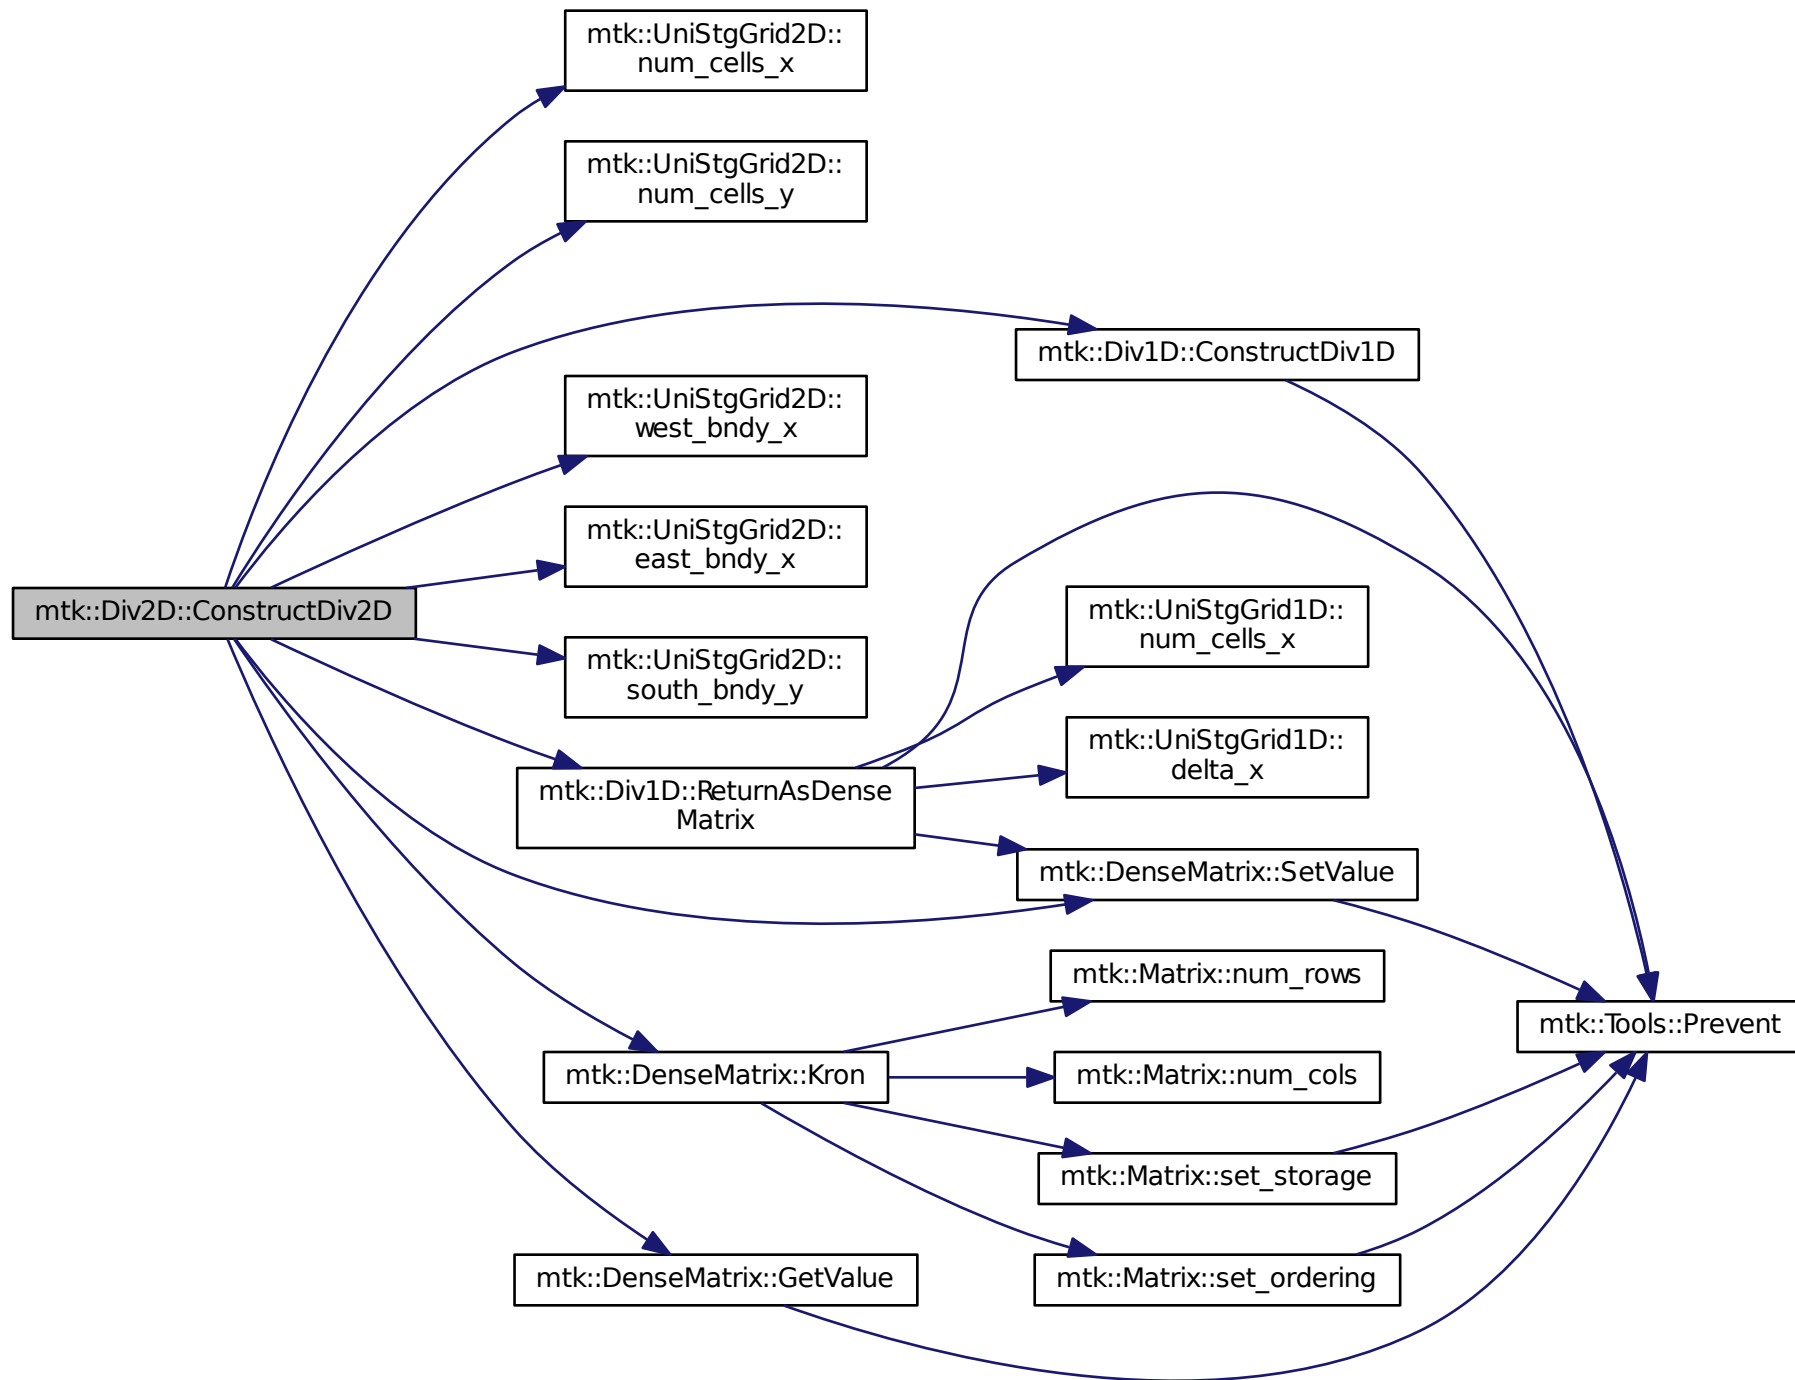 mtk::UniStgGrid2D::
num_cells_x
mtk::UniStgGrid2D::
num_cells_y
mtk::Div1D::ConstructDiv1D
mtk::UniStgGrid2D::
west_bndy_x
mtk::UniStgGrid2D::
east_bndy_x
mtk::Div2D::ConstructDiv2D
mtk::UniStgGrid1D::
num_cells_x
mtk::UniStgGrid2D::
south_bndy_y
mtk::UniStgGrid1D::
delta_x
mtk::Div1D::ReturnAsDense
Matrix
mtk::DenseMatrix::SetValue
mtk::Matrix::num_rows
mtk::Tools::Prevent
mtk::DenseMatrix::Kron
mtk::Matrix::num_cols
mtk::Matrix::set_storage
mtk::DenseMatrix::GetValue
mtk::Matrix::set_ordering